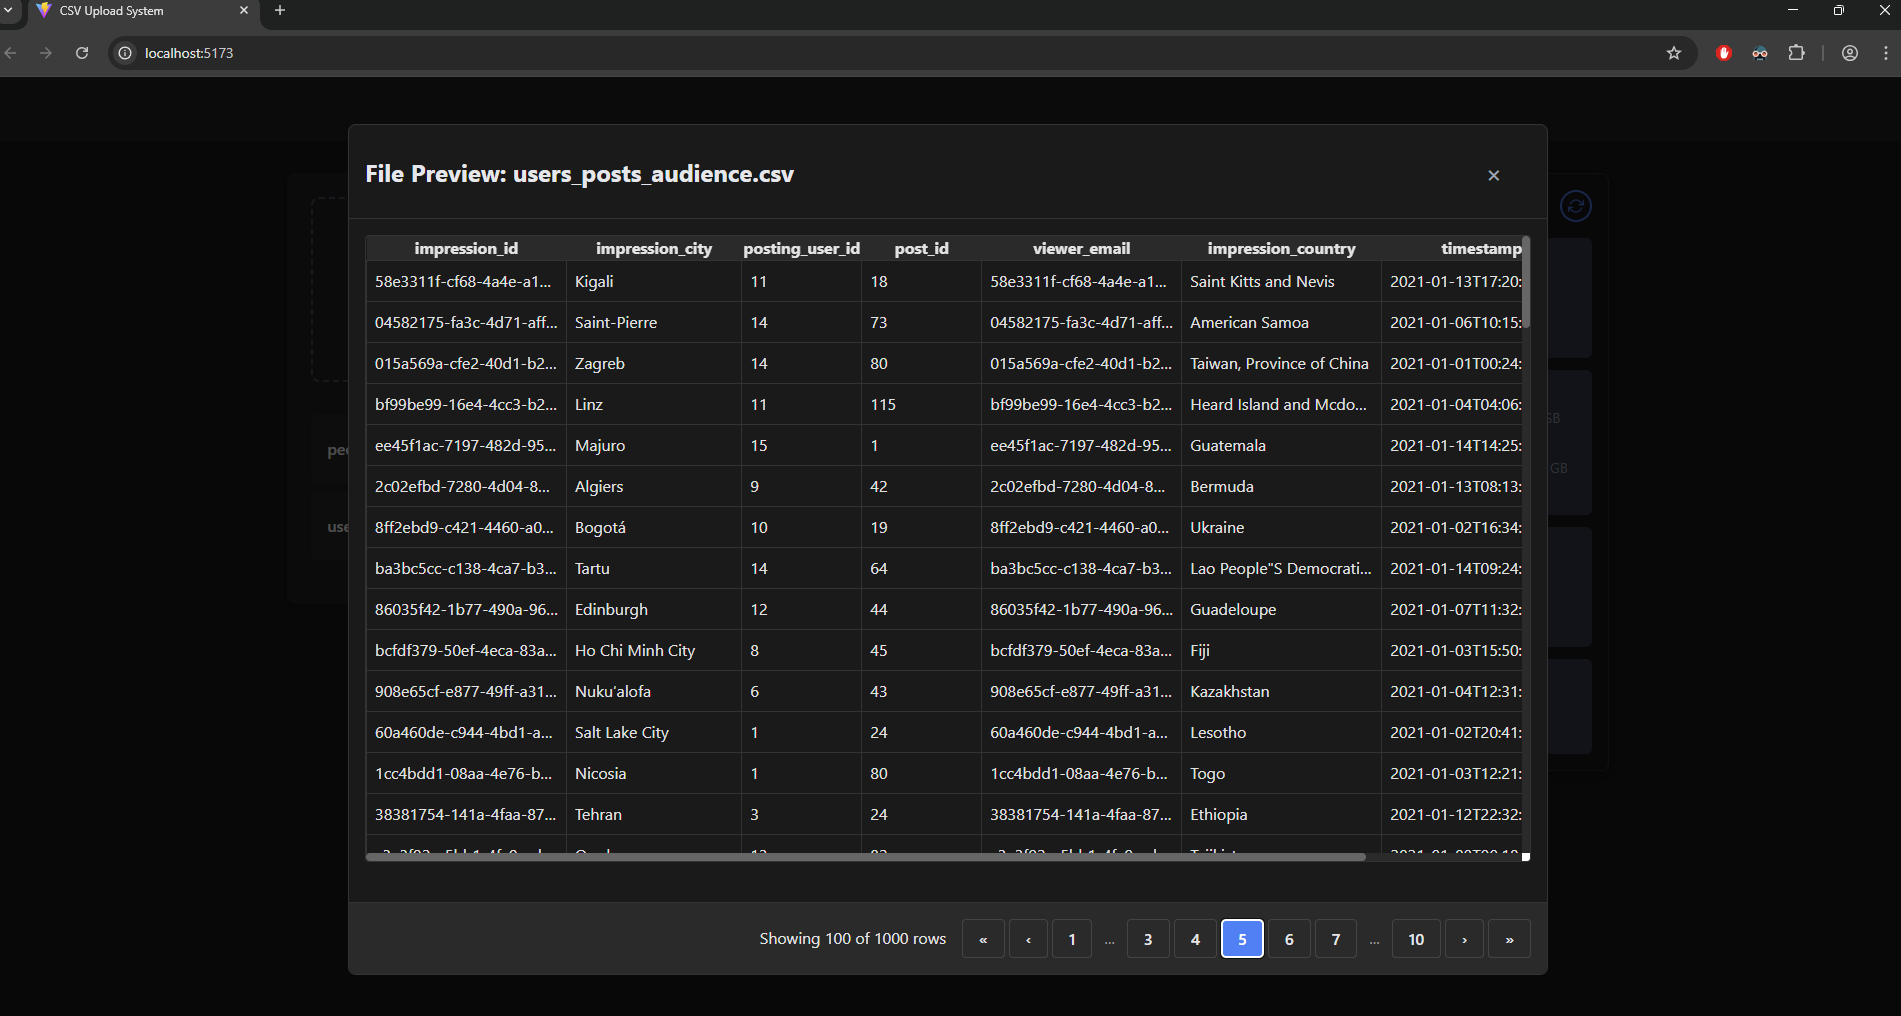 CSV Upload System
localhost:5173
File Preview: users_posts_audience.csv ×
impression_id impression_city posting_user_id post_id viewer_email impression_country timestamp
58e3311f-cf68-4a4e-a1... Kigali 11 18 58e3311f-cf68-4a4e-a1... Saint Kitts and Nevis 2021-01-13T17:20:
04582175-fa3c-4d71-aff... Saint-Pierre 14 73 04582175-fa3c-4d71-aff... American Samoa 2021-01-06T10:15:
015a569a-cfe2-40d1-b2... Zagreb 14 80 015a569a-cfe2-40d1-b2... Taiwan, Province of China 2021-01-01T00:24:
bf99be99-16e4-4cc3-b2... Linz 11 115 bf99be99-16e4-4cc3-b2... Heard Island and Mcdo... 2021-01-04T04:06:
ee45f1ac-7197-482d-95... Majuro 15 1 ee45f1ac-7197-482d-95... Guatemala 2021-01-14T14:25:
2c02efbd-7280-4d04-8... Algiers 9 42 2c02efbd-7280-4d04-8... Bermuda 2021-01-13T08:13:
8ff2ebd9-c421-4460-a0... Bogotá 10 19 8ff2ebd9-c421-4460-a0... Ukraine 2021-01-02T16:34:
ba3bc5cc-c138-4ca7-b3... Tartu 14 64 ba3bc5cc-c138-4ca7-b3... Lao People"S Democrati... 2021-01-14T09:24:
86035f42-1b77-490a-96... Edinburgh 12 44 86035f42-1b77-490a-96... Guadeloupe 2021-01-07T11:32:
bcfdf379-50ef-4eca-83a... Ho Chi Minh City 8 45 bcfdf379-50ef-4eca-83a... Fiji 2021-01-03T15:50:
908e65cf-e877-49ff-a31... Nuku'alofa 6 43 908e65cf-e877-49ff-a31... Kazakhstan 2021-01-04T12:31:
60a460de-c944-4bd1-a... Salt Lake City 1 24 60a460de-c944-4bd1-a... Lesotho 2021-01-02T20:41:
1cc4bdd1-08aa-4e76-b... Nicosia 1 80 1cc4bdd1-08aa-4e76-b... Togo 2021-01-03T12:21:
38381754-141a-4faa-87... Tehran 3 24 38381754-141a-4faa-87... Ethiopia 2021-01-12T22:32:
GB
Showing 100 of 1000 rows « ‹ 1 ... 3 4 5 6 7 ... 10 › »